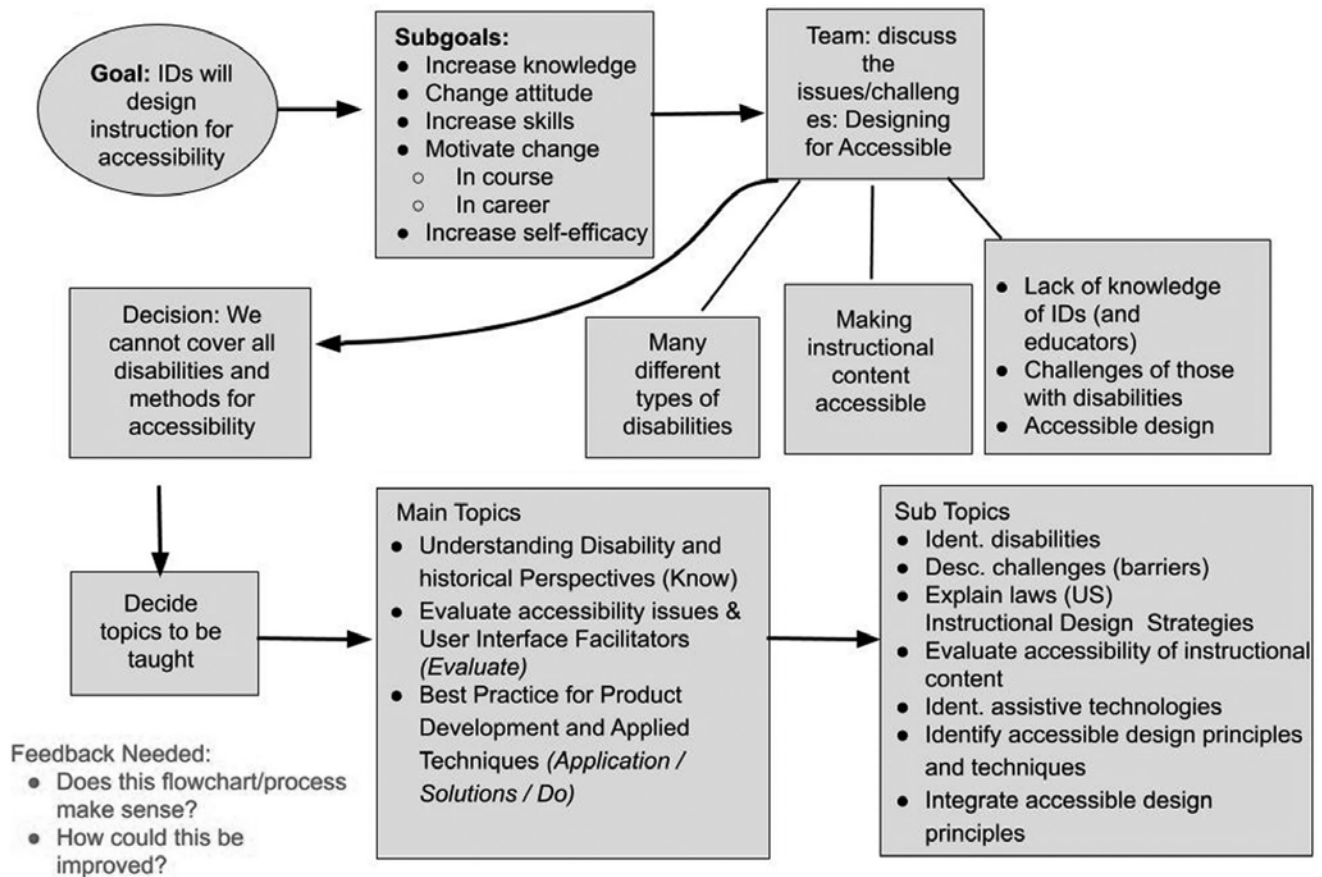 Goal: IDs will
design
instruction for
accessibility
Subgoals:
● Increase knowledge
● Change attitude
● Increase skills
● Motivate change
○ In course
○ In career
● Increase self-efficacy
Team: discuss
the
issues/challeng
es: Designing
for Accessible
Decision: We
cannot cover all
disabilities and
methods for
accessibility
Many
different
types of
disabilities
Making
instructional
content
accessible
● Lack of knowledge
of IDs (and
educators)
● Challenges of those
with disabilities
● Accessible design
Decide
topics to be
taught
Main Topics
● Understanding Disability and
historical Perspectives (Know)
● Evaluate accessibility issues &
User Interface Facilitators
(Evaluate)
● Best Practice for Product
Development and Applied
Techniques (Application /
Solutions / Do)
Sub Topics
● Ident. disabilities
● Desc. challenges (barriers)
● Explain laws (US)
Instructional Design Strategies
● Evaluate accessibility of instructional
content
● Ident. assistive technologies
● Identify accessible design principles
and techniques
● Integrate accessible design
principles
Feedback Needed:
● Does this flowchart/process
make sense?
● How could this be
improved?